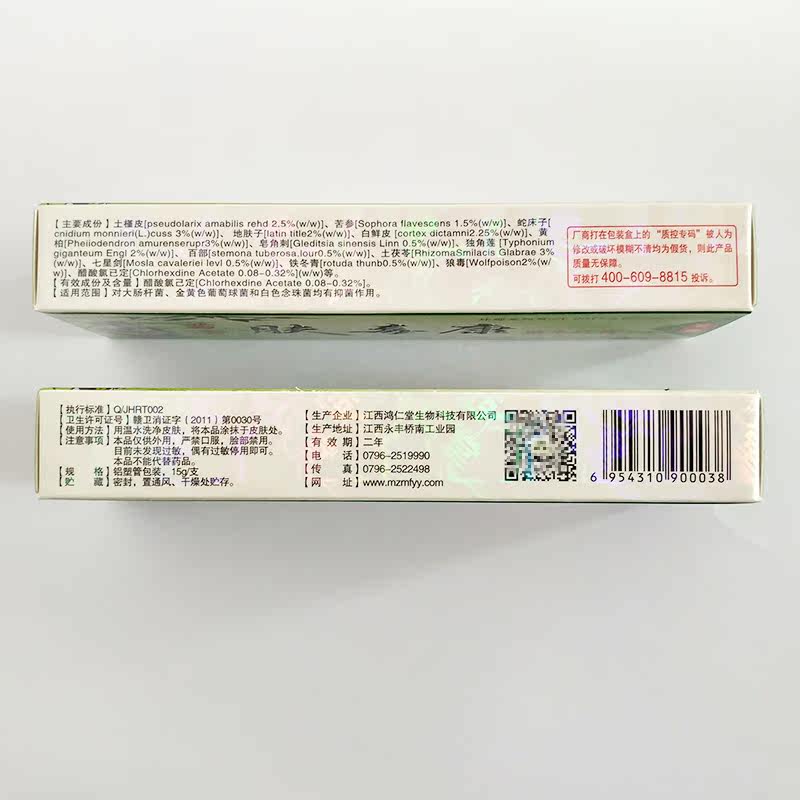 【主要成份】土槿皮[pseudolarix amabilis rehd 2.5%(w/w)]、苦参[Sophora flavescens 1.5%(w/w)]、蛇床子[
cnidium monnieri(L.)cuss 3%(w/w)]、地肤子[latin title2%(w/w)]、白鲜皮 [cortex dictamni2.25%(w/w)]、黄
柏[Pheiiodendron amurenserupr3%(w/w)]、皂角刺[Gleditsia sinensis Linn 0.5%(w/w)]、独角莲 [Typhonium
giganteum Engl 2%(w/w)]、百部[stemona tuberosa.lour0.5%(w/w)]、土茯苓[RhizomaSmilacis Glabrae 3%
(w/w)]、七星剑[Mosla cavaleriei levl 0.5%(w/w)]、铁冬青[rotuda thunb0.5%(w/w)]、狼毒[Wolfpoison2%(w
/w)]、醋酸氯己定[Chlorhexdine Acetate 0.08-0.32%(w/w)]等。
【有效成份及含量】醋酸氯己定[Chlorhexdine Acetate 0.08-0.32%]。
【适用范围】对大肠杆菌、金黄色葡萄球菌和白色念珠菌均有抑菌作用。
厂商打在包装盒上的“质控专码”被人为
修改或破坏模糊不清均为假货，则此产品
质量无保障。
可拨打 400-609-8815 投诉。
肤毒康
【执行标准】Q/JHRT002
【卫生许可证号】赣卫消证字（2011）第0030号
【使用方法】用温水洗净皮肤，将本品涂抹于皮肤处。
【注意事项】本品仅供外用，严禁口服，脸部禁用。
目前未发现过敏，偶有过敏停用即可。
本品不能代替药品。
【规 格】铝塑管包装，15g/支
【贮 藏】密封，置通风、干燥处贮存。
【生产企业】江西鸿仁堂生物科技有限公司
【生产地址】江西永丰桥南工业园
【有 效 期】二年
【电 话】0796-2519990
【传 真】0796-2522498
【网 址】www.mzmfyy.com
6 954310 900038